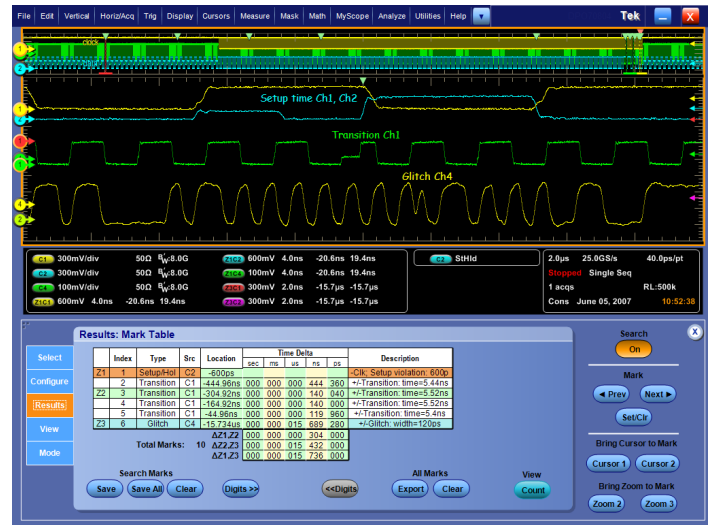 File Edit Vertical Horiz/Acq Trig Display Cursors Measure Mask Math MyScope Analyze Utilities Help Tek X
clock
Setup time Ch1, Ch2
Transition Ch1
Glitch Ch4
C1 300mV/div 50Ω BW:8.0G Z1C2 600mV 4.0ns -20.6ns 19.4ns C2 StHld 2.0µs 25.0GS/s 40.0ps/pt
C2 300mV/div 50Ω BW:8.0G Z1C4 100mV 4.0ns -20.6ns 19.4ns Stopped Single Seq
C4 100mV/div 50Ω BW:8.0G Z3C1 300mV 2.0ns -15.7µs -15.7µs 1 acqs RL:500k
Z1C1 600mV 4.0ns -20.6ns 19.4ns 300mV 2.0ns -15.7µs -15.7µs Cons June 05, 2007 10:52:38
Results: Mark Table
Search
On
X
Select
Configure
Results
View
Mode
Time Delta
Index Type Src Location sec ms us ns ps Description
Z1 1 Setup/Hol C2 -600ps -Clk; Setup violation: 600p
2 Transition C1 -444.96ns 000 000 000 444 360 +/-Transition: time=5.44ns
Z2 3 Transition C1 -304.92ns 000 000 000 140 040 +/-Transition: time=5.52ns
4 Transition C1 -164.92ns 000 000 000 140 000 +/-Transition: time=5.52ns
5 Transition C1 -44.96ns 000 000 000 119 960 +/-Transition: time=5.4ns
Z3 6 Glitch C4 -15.734us 000 000 015 689 280 +/-Glitch: width=120ps
ΔZ1,Z2 000 000 000 304 000
Total Marks: 10 ΔZ2,Z3 000 000 015 432 000
ΔZ1,Z3 000 000 015 736 000
Search Marks
Save Save All Clear
Digits >>
<<Digits
All Marks
Export Clear
View
Count
Mark
◄ Prev Next ►
Set/Clr
Bring Cursor to Mark
Cursor 1 Cursor 2
Bring Zoom to Mark
Zoom 2 Zoom 3